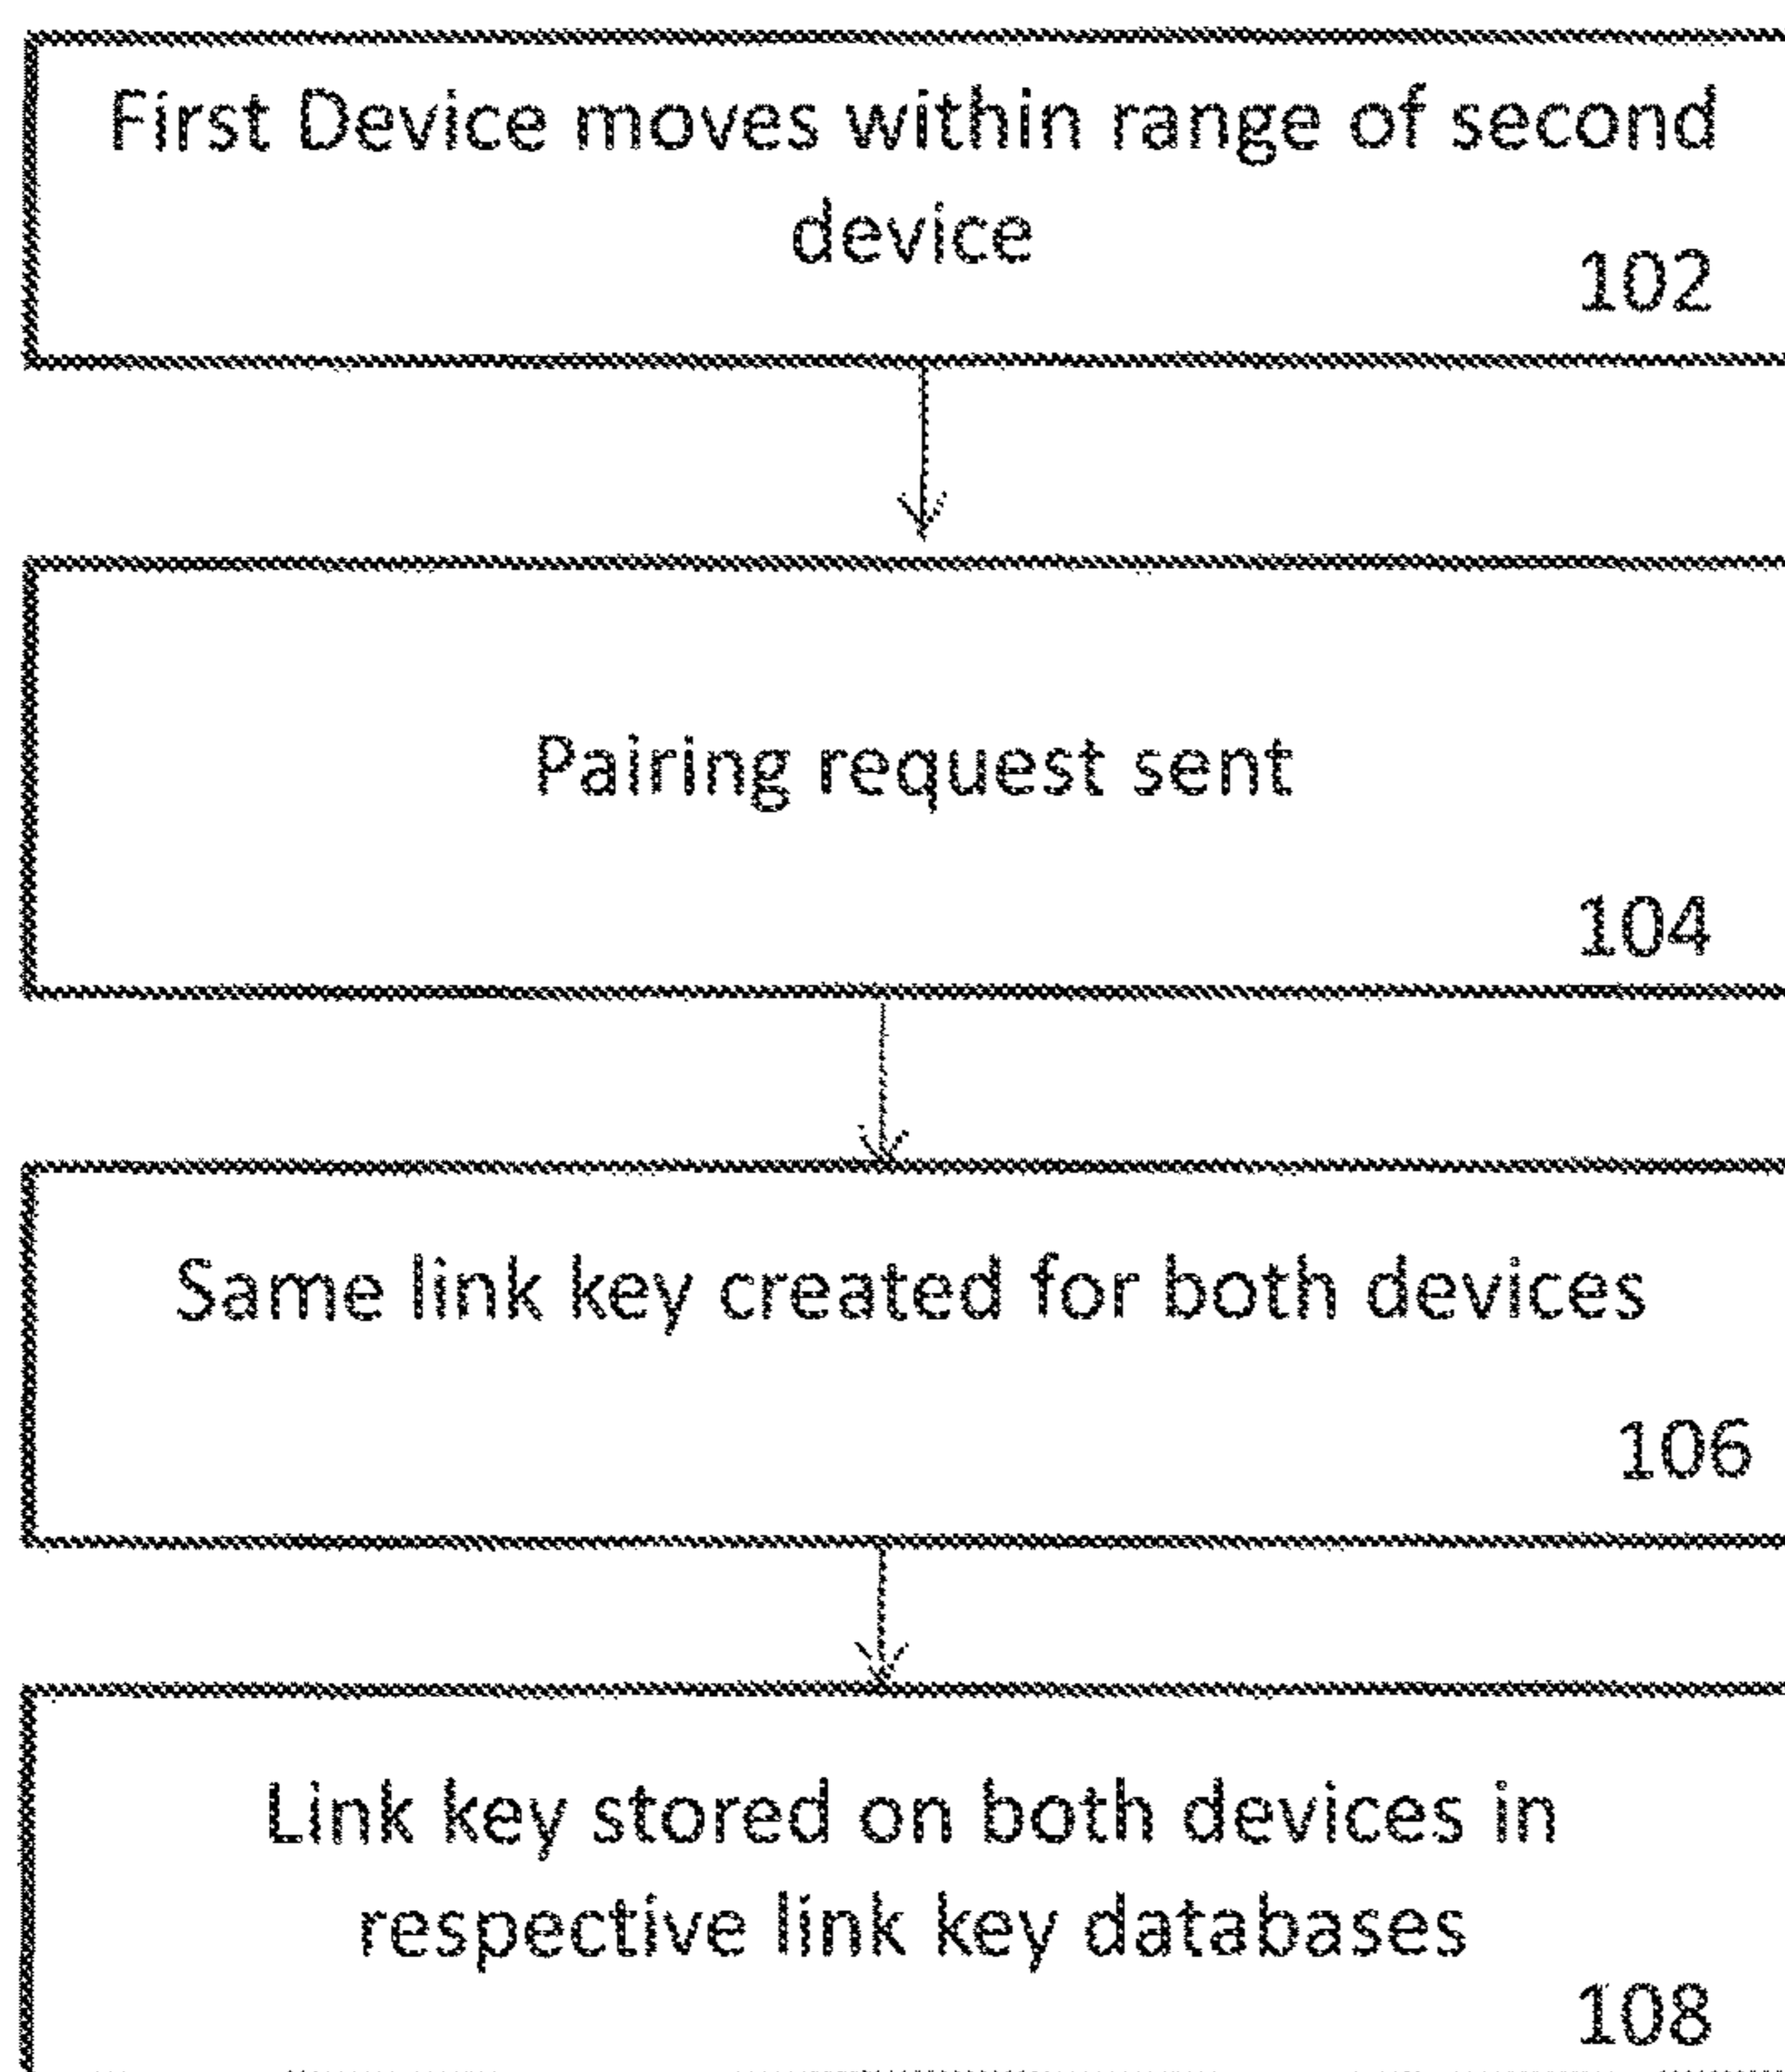 First Device moves within range of second
device
102
Pairing request sent
104
Same link key created for both devices
106
Link key stored on both devices in
respective link key databases
108